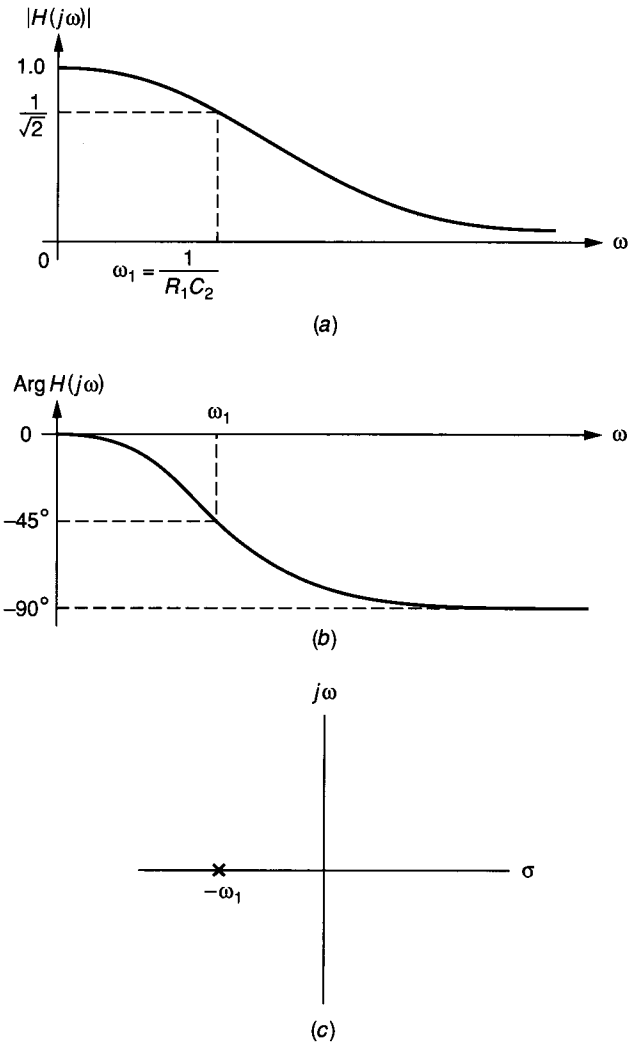 |H(jω)|
1.0
1/√2
0
ω
ω₁ = 1/R₁C₂
(a)
Arg H(jω)
ω₁
0
ω
–45°
–90°
(b)
jω
σ
–ω₁
(c)